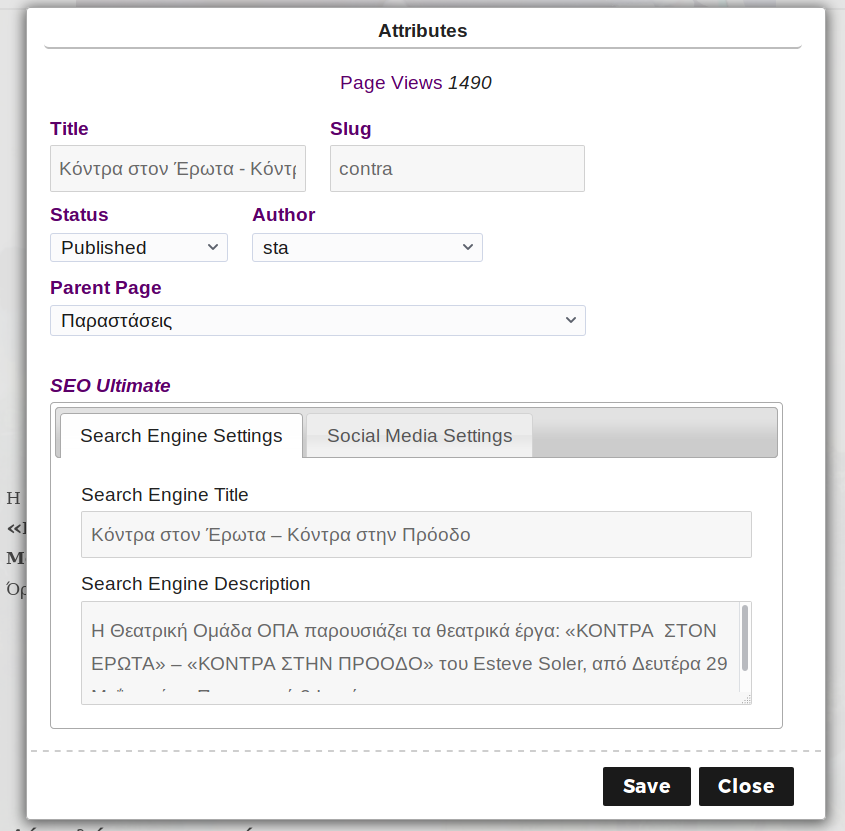 Attributes
Page Views 1490
Title Slug
Κόντρα στον Έρωτα - Κόντρ contra
Status Author
Published sta
Parent Page
Παραστάσεις
SEO Ultimate
Search Engine Settings Social Media Settings
Search Engine Title
Κόντρα στον Έρωτα – Κόντρα στην Πρόοδο
Search Engine Description
Η Θεατρική Ομάδα ΟΠΑ παρουσιάζει τα θεατρικά έργα: «ΚΟΝΤΡΑ ΣΤΟΝ
ΕΡΩΤΑ» – «ΚΟΝΤΡΑ ΣΤΗΝ ΠΡΟΟΔΟ» του Esteve Soler, από Δευτέρα 29
Save Close